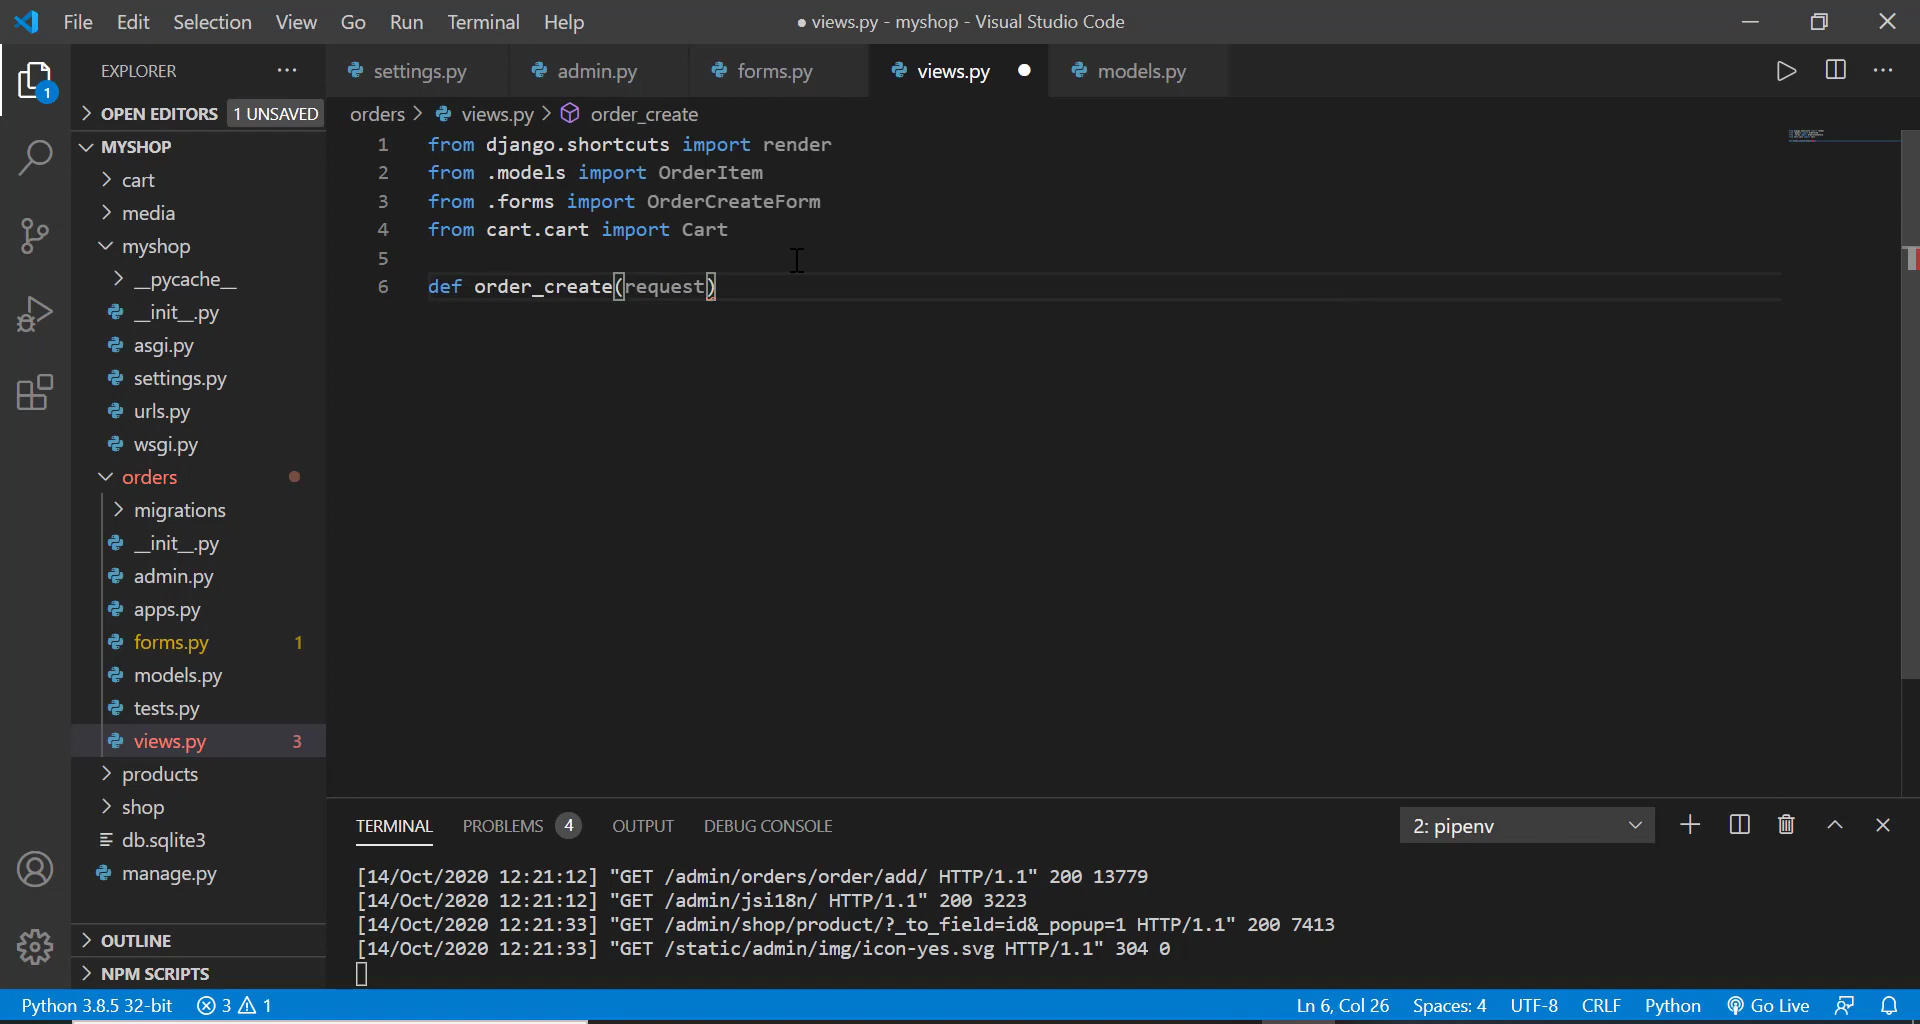 File Edit Selection View Go Run Terminal Help ● views.py - myshop - Visual Studio Code
EXPLORER ···
1
settings.py admin.py forms.py views.py models.py
OPEN EDITORS 1 UNSAVED
orders > views.py > order_create
MYSHOP
cart
media
myshop
__pycache__
__init__.py
asgi.py
settings.py
urls.py
wsgi.py
orders
migrations
__init__.py
admin.py
apps.py
forms.py 1
models.py
tests.py
views.py 3
products
shop
db.sqlite3
manage.py
OUTLINE
NPM SCRIPTS
1 from django.shortcuts import render
2 from .models import OrderItem
3 from .forms import OrderCreateForm
4 from cart.cart import Cart
5
6 def order_create(request)
TERMINAL PROBLEMS 4 OUTPUT DEBUG CONSOLE 2: pipenv
[14/Oct/2020 12:21:12] "GET /admin/orders/order/add/ HTTP/1.1" 200 13779
[14/Oct/2020 12:21:12] "GET /admin/jsi18n/ HTTP/1.1" 200 3223
[14/Oct/2020 12:21:33] "GET /admin/shop/product/?_to_field=id&_popup=1 HTTP/1.1" 200 7413
[14/Oct/2020 12:21:33] "GET /static/admin/img/icon-yes.svg HTTP/1.1" 304 0
Python 3.8.5 32-bit 3 1 Ln 6, Col 26 Spaces: 4 UTF-8 CRLF Python Go Live